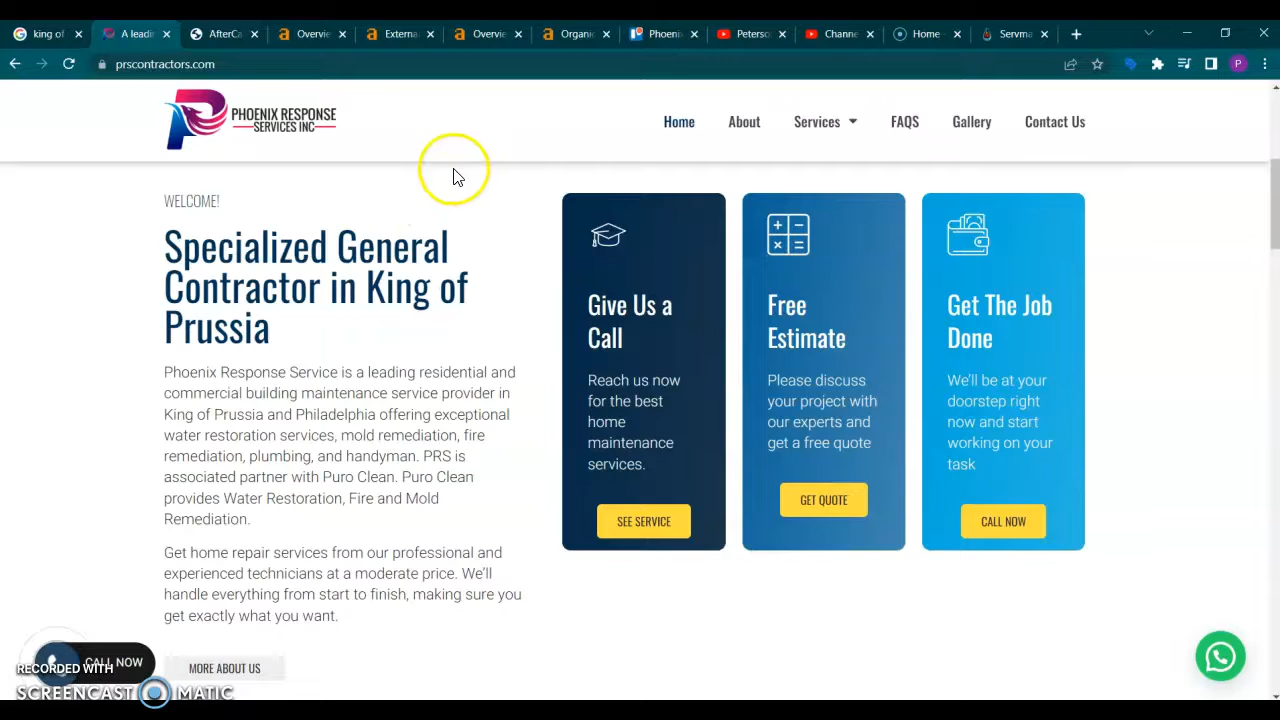 king of
A leadi
AfterCa
Overvie
Externa
Overvie
Organi
Phoenix
Peterso
Channe
Home -
Servma
prscontractors.com
P
PHOENIX RESPONSE
SERVICES INC
Home
About
Services
FAQS
Gallery
Contact Us
WELCOME!
Specialized General
Contractor in King of
Prussia
Phoenix Response Service is a leading residential and
commercial building maintenance service provider in
King of Prussia and Philadelphia offering exceptional
water restoration services, mold remediation, fire
remediation, plumbing, and handyman. PRS is
associated partner with Puro Clean. Puro Clean
provides Water Restoration, Fire and Mold
Remediation.
Get home repair services from our professional and
experienced technicians at a moderate price. We'll
handle everything from start to finish, making sure you
get exactly what you want.
MORE ABOUT US
Give Us a
Call
Reach us now
for the best
home
maintenance
services.
SEE SERVICE
Free
Estimate
Please discuss
your project with
our experts and
get a free quote
GET QUOTE
Get The Job
Done
We'll be at your
doorstep right
now and start
working on your
task
CALL NOW
CALL NOW
RECORDED WITH
SCREENCAST MATIC